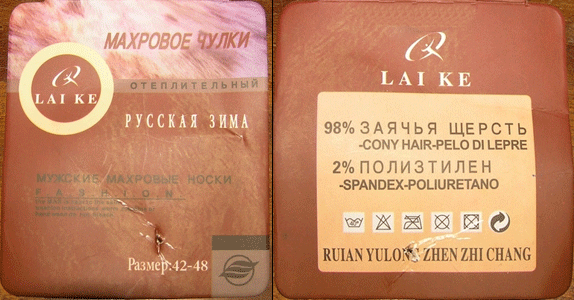 МАХРОВОЕ ЧУЛКИ
ОТЕПЛИТЕЛЬНЫЙ
LAI KE
РУССКАЯ ЗИМА
МУЖСКИЕ МАХРОВЫЕ НОСКИ
FASHION
Размер:42-48
LAI KE
98% ЗАЯЧЬЯ ЩЕРСТЬ
-CONY HAIR-PELO DI LEPRE
2% ПОЛИЗТИЛЕН
-SPANDEX-POLIURETANO
RUIAN YULONG ZHEN ZHI CHANG